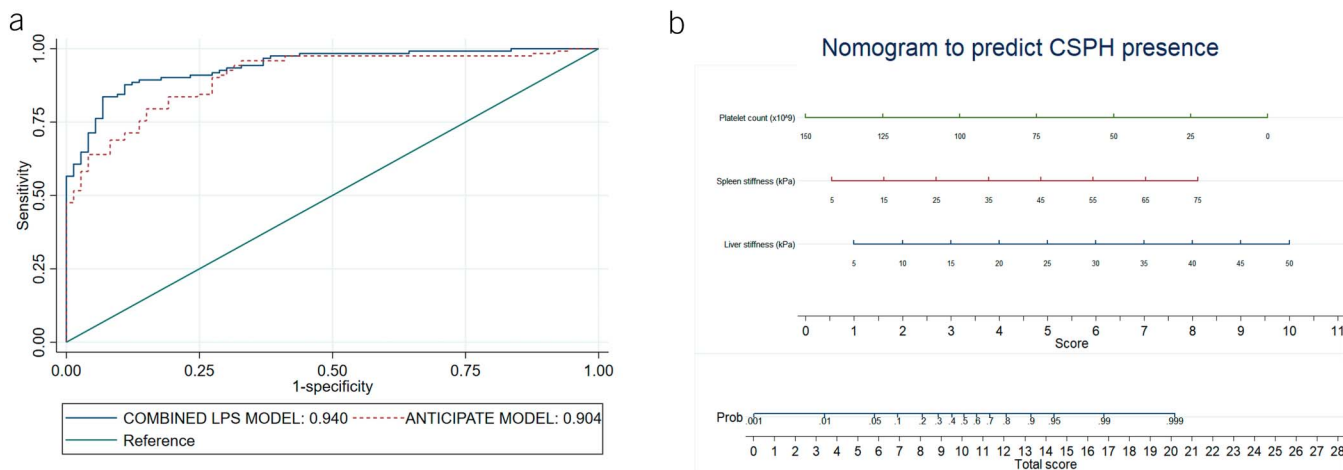 a
1.00
0.75
0.50
0.25
0.00
Sensitivity
0.00 0.25 0.50 0.75 1.00
1-specificity
COMBINED LPS MODEL: 0.940 ANTICIPATE MODEL: 0.904
Reference
b
Nomogram to predict CSPH presence
Platelet count (x10^9)
150 125 100 75 50 25 0
Spleen stiffness (kPa)
5 15 25 35 45 55 65 75
Liver stiffness (kPa)
5 10 15 20 25 30 35 40 45 50
0 1 2 3 4 5 6 7 8 9 10 11
Score
Prob
.001 .01 .05 .1 .2 .3 .4 .5 .6 .7 .8 .9 .95 .99 .999
0 1 2 3 4 5 6 7 8 9 10 11 12 13 14 15 16 17 18 19 20 21 22 23 24 25 26 27 28
Total score